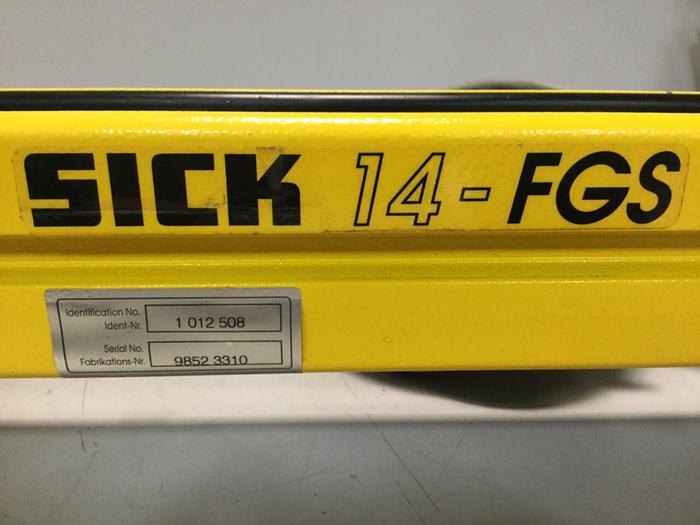 SICK 14-FGS
Identification No.
Ident-Nr.
1 012 508
Serial No.
Fabrikations-Nr.
9852 3310